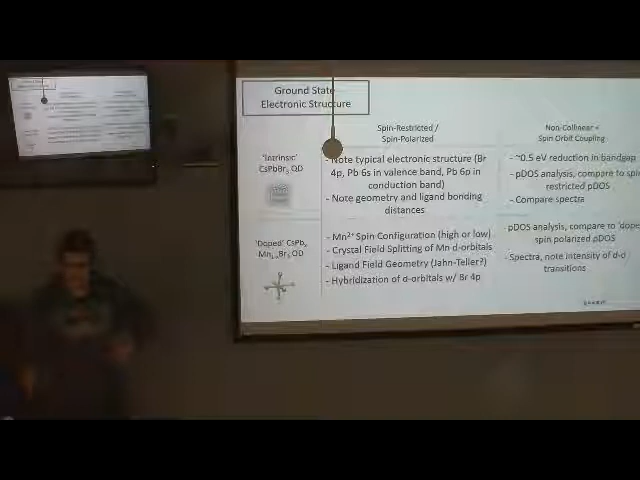 Ground State
Electronic Structure
Spin-Restricted /
Spin-Polarized
Non-Collinear +
Spin Orbit Coupling
'Intrinsic'
CsPbBr₃ QD
- Note typical electronic structure (Br
4p, Pb 6s in valence band, Pb 6p in
conduction band)
- Note geometry and ligand bonding
distances
- ~0.5 eV reduction in bandgap
- pDOS analysis, compare to spin
restricted pDOS
- Compare spectra
'Doped'
QD
- Mn²⁺ Spin Configuration (high or low)
- Crystal Field Splitting of Mn d-orbitals
- Ligand Field Geometry (Jahn-Teller?)
- Hybridization of d-orbitals w/ Br 4p
- pDOS analysis, compare to 'dope
spin polarized pDOS
- Spectra, note intensity of d-d
transitions